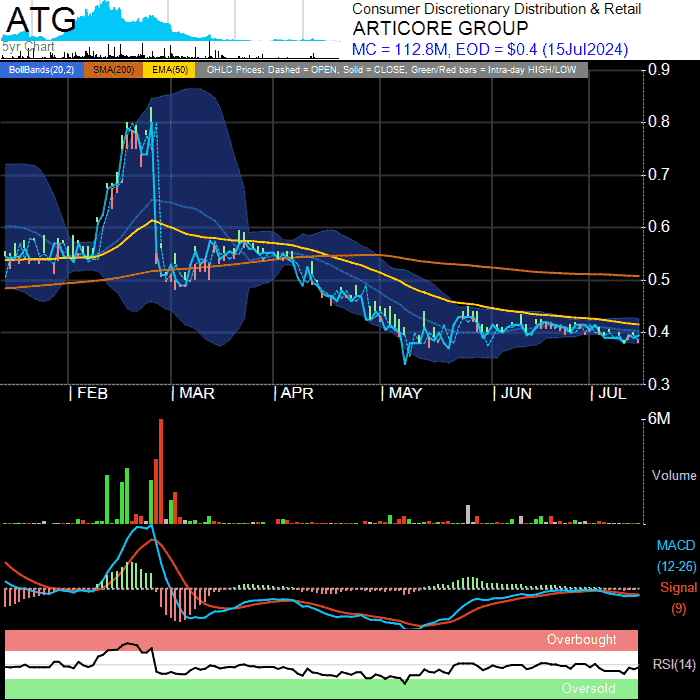 ATG
5yr Chart
Consumer Discretionary Distribution & Retail
ARTICORE GROUP
MC = 112.8M, EOD = $0.4 (15Jul2024)
BollBands(20,2) SMA(200) EMA(50) OHLC Prices: Dashed = OPEN, Solid = CLOSE, Green/Red bars = Intra-day HIGH/LOW
0.9
0.8
0.7
0.6
0.5
0.4
0.3
FEB MAR APR MAY JUN JUL
6M
Volume
MACD
(12-26)
Signal
(9)
Overbought
RSI(14)
Oversold